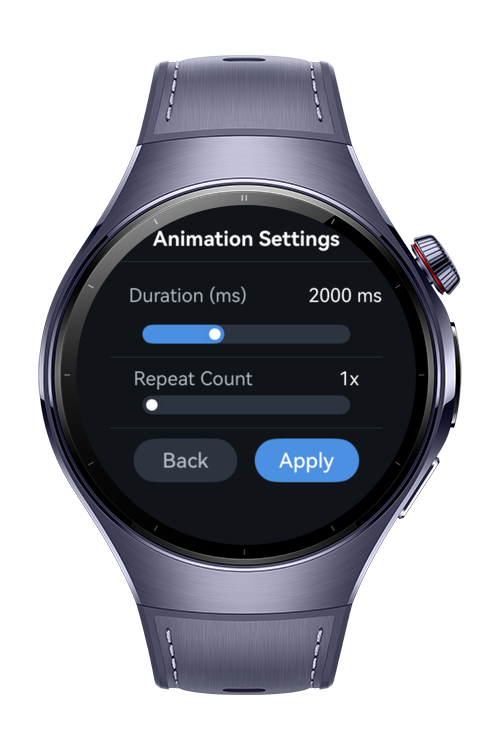 Animation Settings
Duration (ms) 2000 ms
Repeat Count 1x
Back Apply